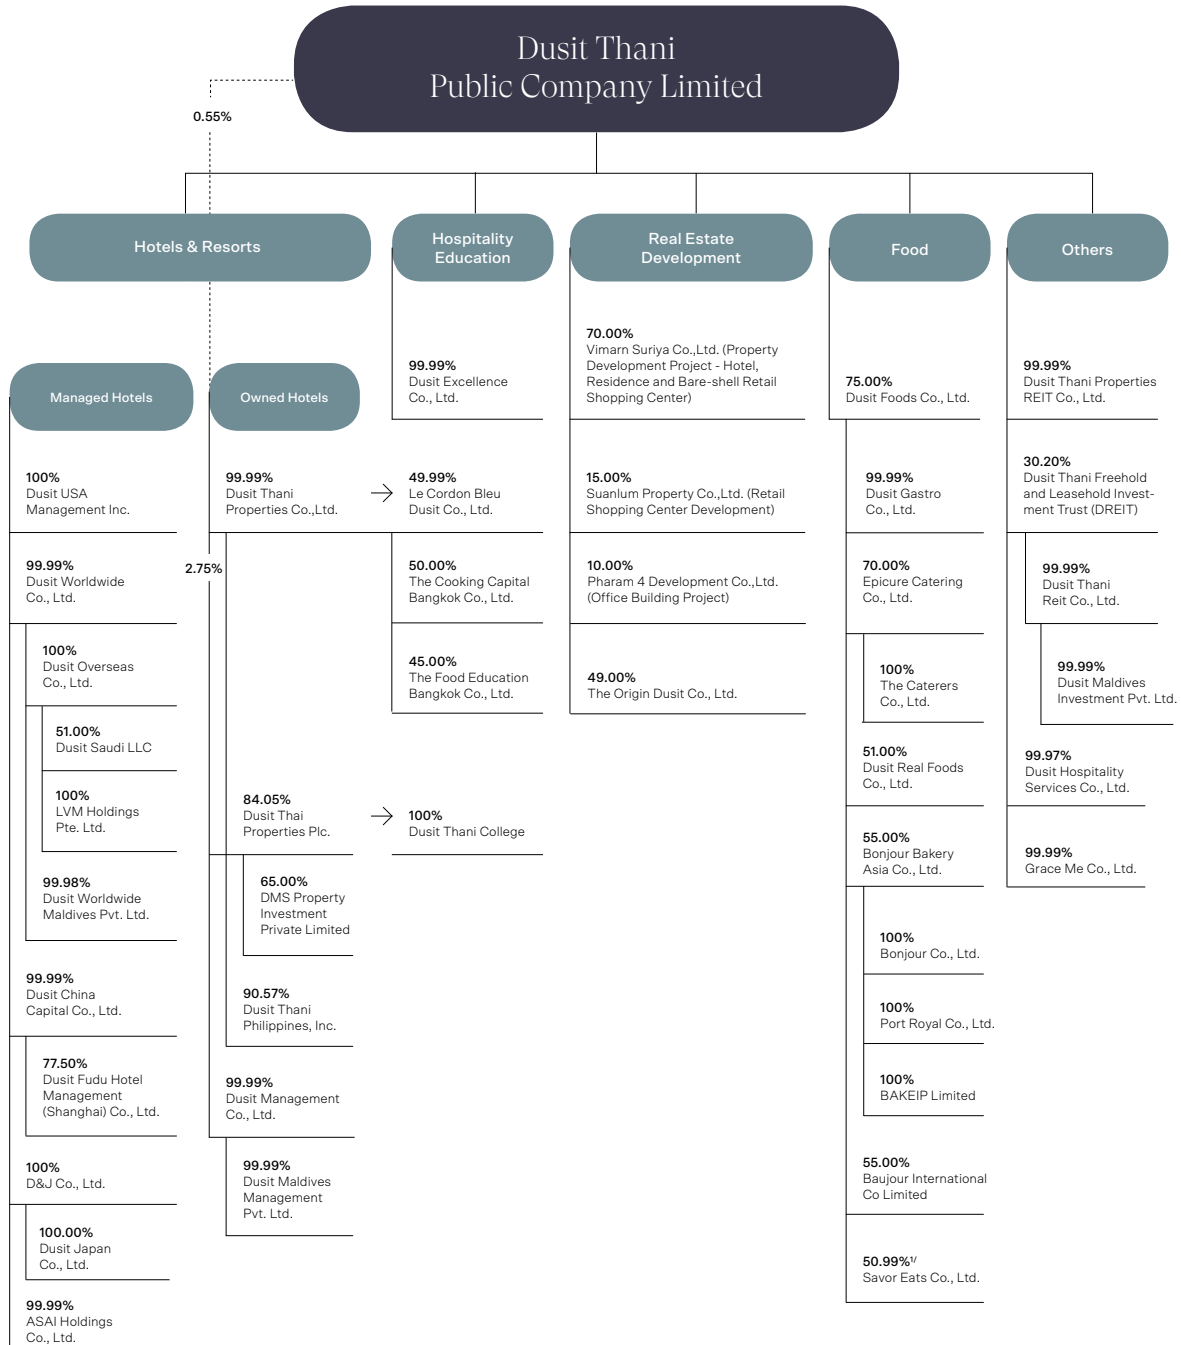 Dusit Thani
Public Company Limited
0.55%
Hotels & Resorts
Hospitality
Education
Real Estate
Development
Food
Others
Managed Hotels
100%
Dusit USA
Management Inc.
99.99%
Dusit Worldwide
Co., Ltd.
100%
Dusit Overseas
Co., Ltd.
51.00%
Dusit Saudi LLC
100%
LVM Holdings
Pte. Ltd.
99.98%
Dusit Worldwide
Maldives Pvt. Ltd.
99.99%
Dusit China
Capital Co., Ltd.
77.50%
Dusit Fudu Hotel
Management
(Shanghai) Co., Ltd.
100%
D&J Co., Ltd.
100.00%
Dusit Japan
Co., Ltd.
99.99%
ASAI Holdings
Co., Ltd.
Owned Hotels
99.99%
Dusit Thani
Properties Co.,Ltd.
2.75%
84.05%
Dusit Thai
Properties Plc.
65.00%
DMS Property
Investment
Private Limited
90.57%
Dusit Thani
Philippines, Inc.
99.99%
Dusit Management
Co., Ltd.
99.99%
Dusit Maldives
Management
Pvt. Ltd.
99.99%
Dusit Excellence
Co., Ltd.
49.99%
Le Cordon Bleu
Dusit Co., Ltd.
50.00%
The Cooking Capital
Bangkok Co., Ltd.
45.00%
The Food Education
Bangkok Co., Ltd.
100%
Dusit Thani College
70.00%
Vimarn Suriya Co.,Ltd. (Property
Development Project - Hotel,
Residence and Bare-shell Retail
Shopping Center)
15.00%
Suanlum Property Co.,Ltd. (Retail
Shopping Center Development)
10.00%
Pharam 4 Development Co.,Ltd.
(Office Building Project)
49.00%
The Origin Dusit Co., Ltd.
75.00%
Dusit Foods Co., Ltd.
99.99%
Dusit Gastro
Co., Ltd.
70.00%
Epicure Catering
Co., Ltd.
100%
The Caterers
Co., Ltd.
51.00%
Dusit Real Foods
Co., Ltd.
55.00%
Bonjour Bakery
Asia Co., Ltd.
100%
Bonjour Co., Ltd.
100%
Port Royal Co., Ltd.
100%
BAKEIP Limited
55.00%
Baujour International
Co Limited
50.99%¹/
Savor Eats Co., Ltd.
99.99%
Dusit Thani Properties
REIT Co., Ltd.
30.20%
Dusit Thani Freehold
and Leasehold Invest-
ment Trust (DREIT)
99.99%
Dusit Thani
Reit Co., Ltd.
99.99%
Dusit Maldives
Investment Pvt. Ltd.
99.97%
Dusit Hospitality
Services Co., Ltd.
99.99%
Grace Me Co., Ltd.